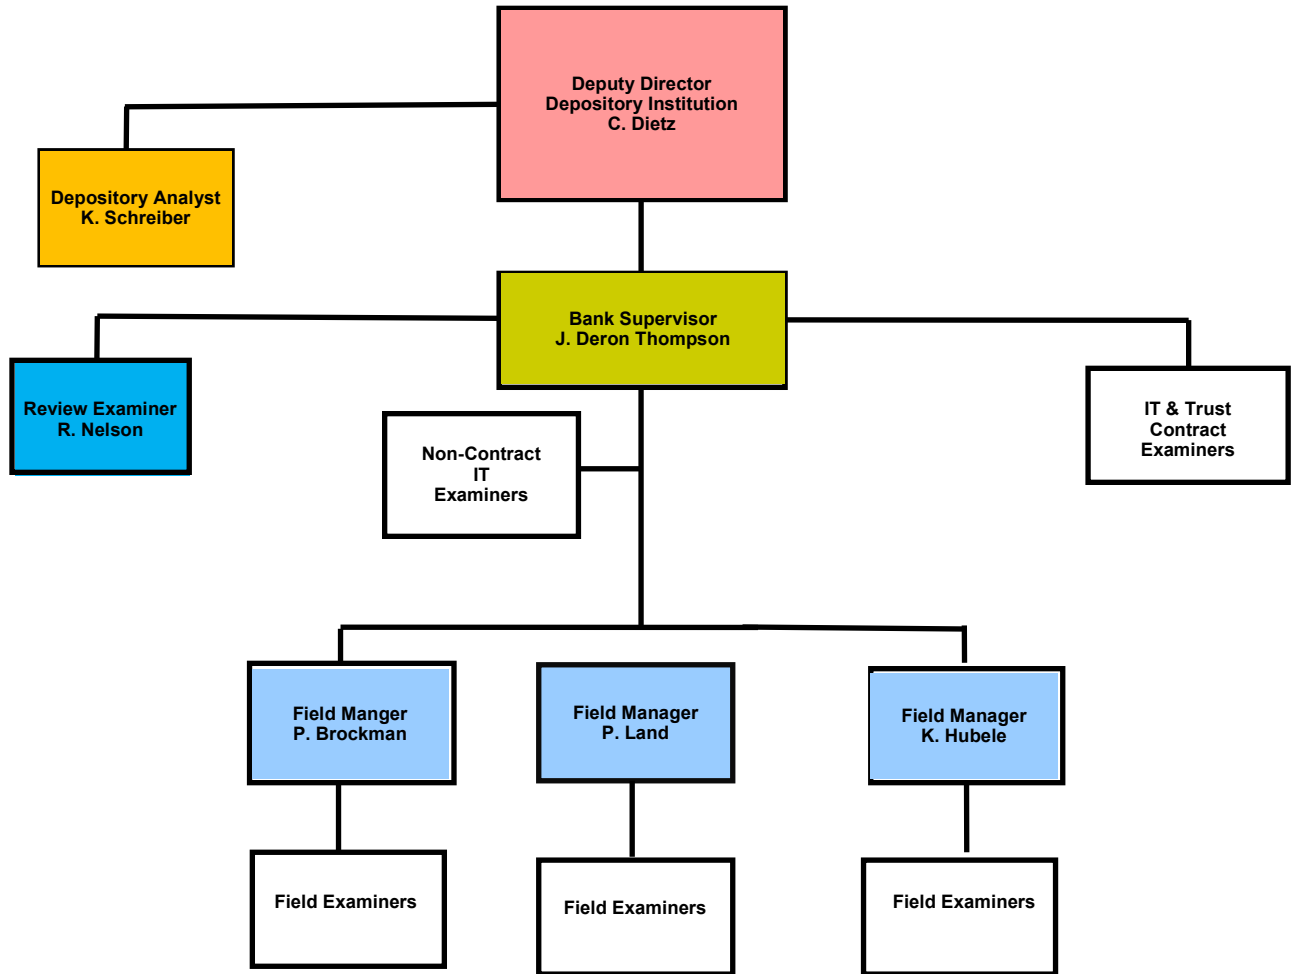 Deputy Director
Depository Institution
C. Dietz
Depository Analyst
K. Schreiber
Bank Supervisor
J. Deron Thompson
Review Examiner
R. Nelson
IT & Trust
Contract
Examiners
Non-Contract
IT
Examiners
Field Manger
P. Brockman
Field Manager
P. Land
Field Manager
K. Hubele
Field Examiners
Field Examiners
Field Examiners